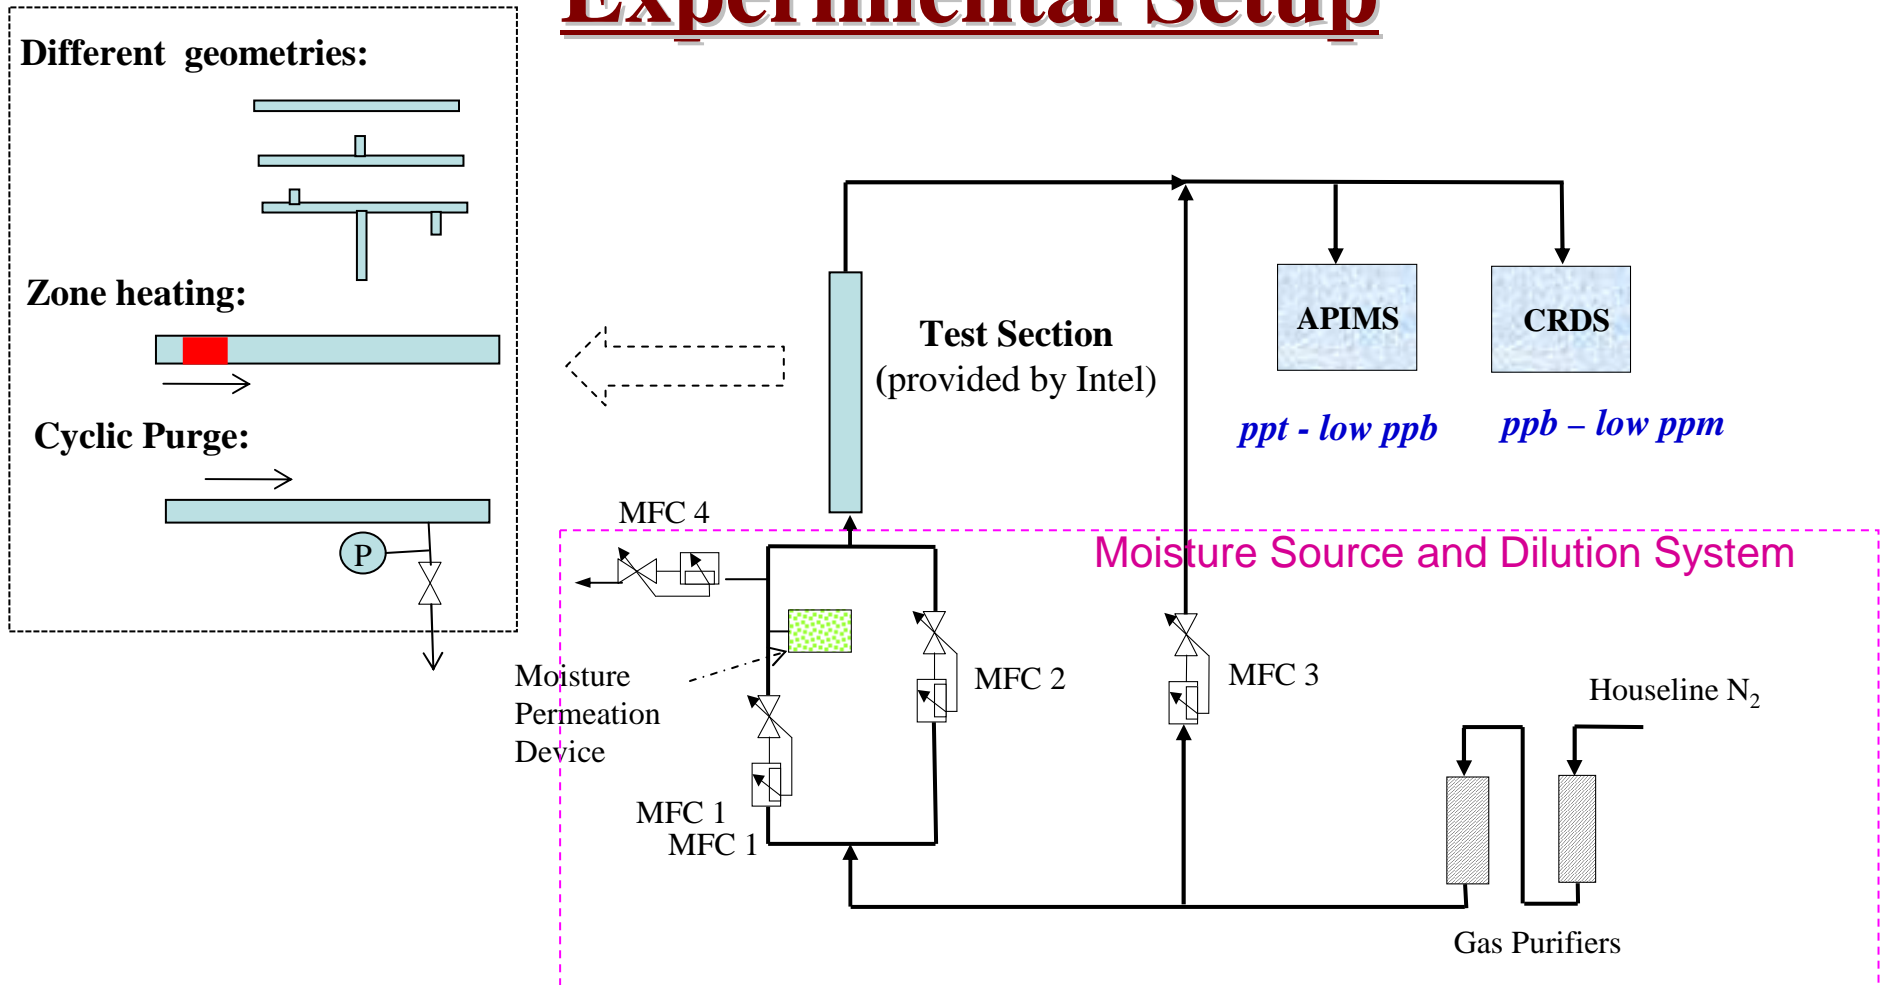 Experimental Setup
Different geometries:
Zone heating:
Cyclic Purge:
P
Test Section
(provided by Intel)
APIMS
CRDS
ppt - low ppb
ppb – low ppm
MFC 4
Moisture Source and Dilution System
Moisture
Permeation
Device
MFC 2
MFC 3
Houseline N₂
MFC 1
MFC 1
Gas Purifiers